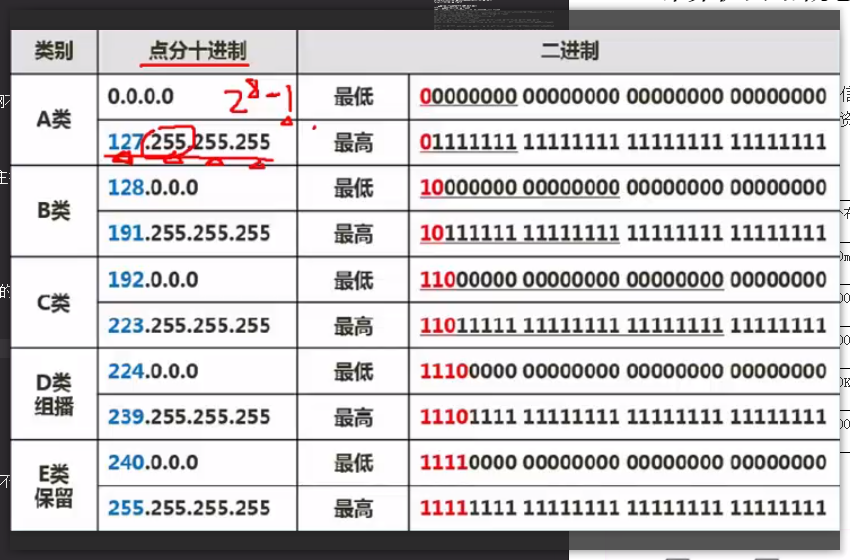 类别 点分十进制 二进制
A类 0.0.0.0 2^8-1 最低 00000000 00000000 00000000 00000000
127.255.255.255 最高 01111111 11111111 11111111 11111111
B类 128.0.0.0 最低 10000000 00000000 00000000 00000000
191.255.255.255 最高 10111111 11111111 11111111 11111111
C类 192.0.0.0 最低 11000000 00000000 00000000 00000000
223.255.255.255 最高 11011111 11111111 11111111 11111111
D类 组播 224.0.0.0 最低 11100000 00000000 00000000 00000000
239.255.255.255 最高 11101111 11111111 11111111 11111111
E类 保留 240.0.0.0 最低 11110000 00000000 00000000 00000000
255.255.255.255 最高 11111111 11111111 11111111 11111111